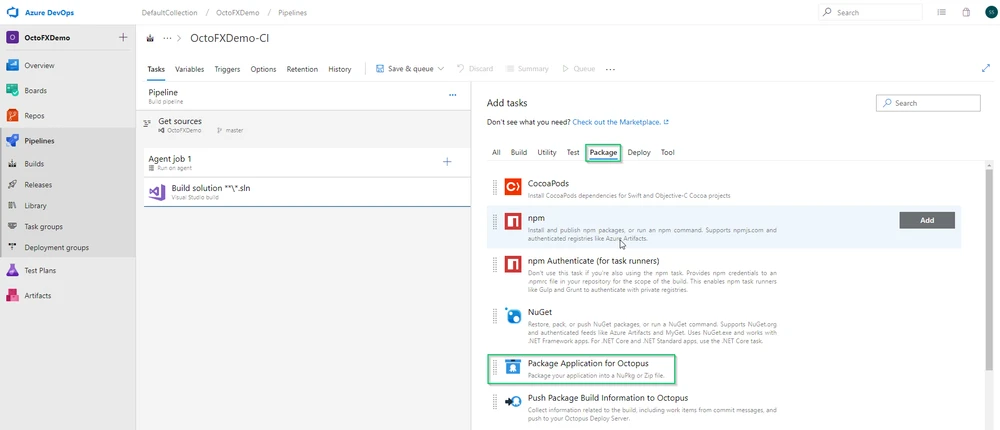 Azure DevOps
DefaultCollection / OctoFXDemo / Pipelines
Search
SS
O OctoFXDemo
OctoFXDemo-CI
Overview
Boards
Repos
Pipelines
Builds
Releases
Library
Task groups
Deployment groups
Test Plans
Artifacts
Tasks Variables Triggers Options Retention History Save & queue Discard Summary Queue
Pipeline
Build pipeline
Get sources
OctoFXDemo master
Agent job 1
Run on agent
Build solution **\*.sln
Visual Studio build
Add tasks
Search
Don't see what you need? Check out the Marketplace.
All Build Utility Test Package Deploy Tool
CocoaPods
Install CocoaPods dependencies for Swift and Objective-C Cocoa projects
npm
Install and publish npm packages, or run an npm command. Supports npmjs.com and
authenticated registries like Azure Artifacts.
Add
npm Authenticate (for task runners)
Don't use this task if you're also using the npm task. Provides npm credentials to an
.npmrc file in your repository for the scope of the build. This enables npm task runners
like Gulp and Grunt to authenticate with private registries.
NuGet
Restore, pack, or push NuGet packages, or run a NuGet command. Supports NuGet.org
and authenticated feeds like Azure Artifacts and MyGet. Uses NuGet.exe and works with
.NET Framework apps. For .NET Core and .NET Standard apps, use the .NET Core task.
Package Application for Octopus
Package your application into a NuPkg or Zip file.
Push Package Build Information to Octopus
Collect information related to the build, including work items from commit messages, and
push to your Octopus Deploy Server.